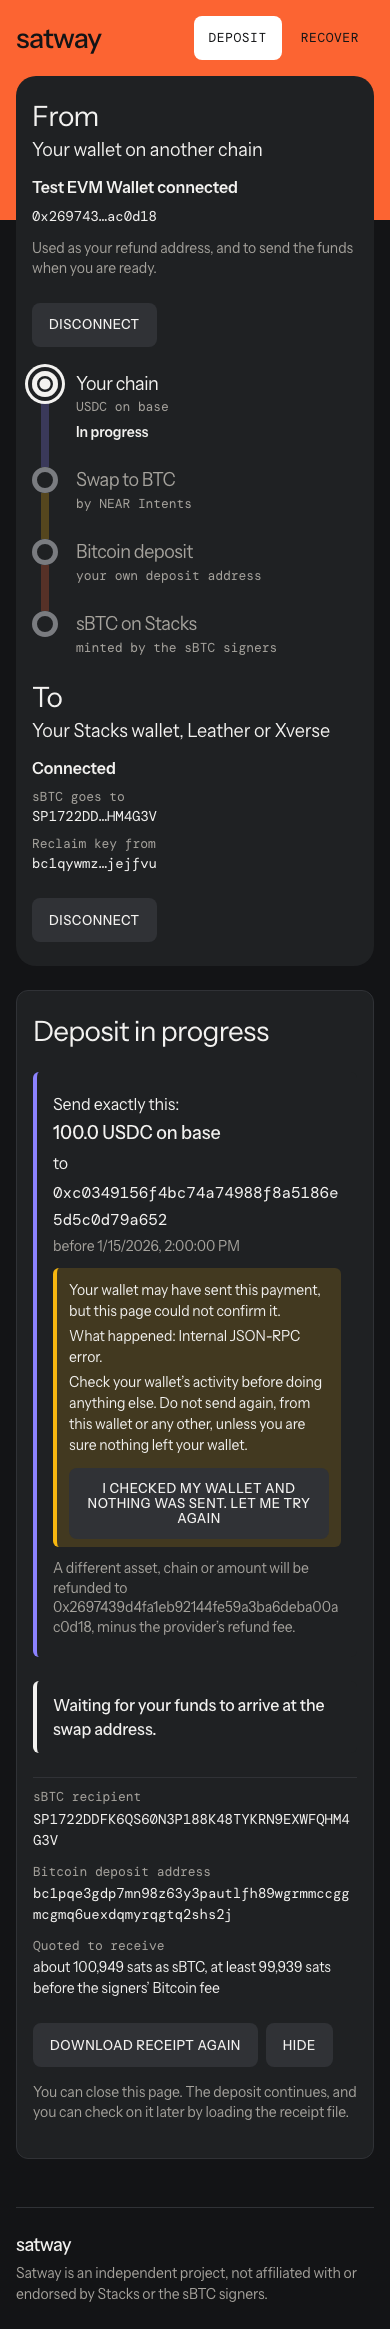 satway
DEPOSIT
RECOVER
From
Your wallet on another chain
Test EVM Wallet connected
0x269743…ac0d18
Used as your refund address, and to send the funds
when you are ready.
DISCONNECT
Your chain
USDC on base
In progress
Swap to BTC
by NEAR Intents
Bitcoin deposit
your own deposit address
sBTC on Stacks
minted by the sBTC signers
To
Your Stacks wallet, Leather or Xverse
Connected
sBTC goes to
SP1722DD…HM4G3V
Reclaim key from
bc1qywmz…jejfvu
DISCONNECT
Deposit in progress
Send exactly this:
100.0 USDC on base
to
0xc0349156f4bc74a74988f8a5186e
5d5c0d79a652
before 1/15/2026, 2:00:00 PM
Your wallet may have sent this payment,
but this page could not confirm it.
What happened: Internal JSON-RPC
error.
Check your wallet’s activity before doing
anything else. Do not send again, from
this wallet or any other, unless you are
sure nothing left your wallet.
I CHECKED MY WALLET AND
NOTHING WAS SENT. LET ME TRY
AGAIN
A different asset, chain or amount will be
refunded to
0x2697439d4fa1eb92144fe59a3ba6deba00a
c0d18, minus the provider’s refund fee.
Waiting for your funds to arrive at the
swap address.
sBTC recipient
SP1722DDFK6QS60N3P188K48TYKRN9EXWFQHM4
G3V
Bitcoin deposit address
bc1pqe3gdp7mn98z63y3pautlfh89wgrmmccgg
mcgmq6uexdqmyrqgtq2shs2j
Quoted to receive
about 100,949 sats as sBTC, at least 99,939 sats
before the signers’ Bitcoin fee
DOWNLOAD RECEIPT AGAIN
HIDE
You can close this page. The deposit continues, and
you can check on it later by loading the receipt file.
satway
Satway is an independent project, not affiliated with or
endorsed by Stacks or the sBTC signers.